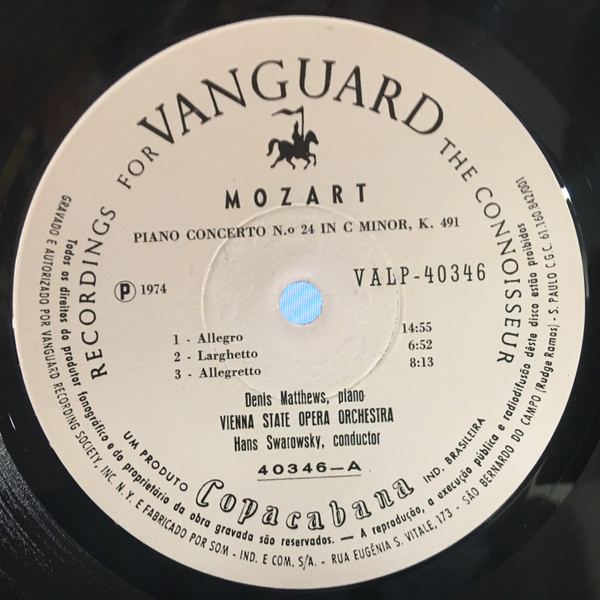 RECORDINGS FOR VANGUARD THE CONNOISSEUR
MOZART
PIANO CONCERTO N.o 24 IN C MINOR, K. 491
P 1974
VALP-40346
1 - Allegro 14:55
2 - Larghetto 6:52
3 - Allegretto 8:13
Denis Matthews, piano
VIENNA STATE OPERA ORCHESTRA
Hans Swarowsky, conductor
40346-A
UM PRODUTO Copacabana IND. BRASILEIRA
Todos os direitos do produtor fonográfico e do proprietário da obra gravada são reservados. — A reprodução, a execução pública e radiodifusão dêste disco estão proibidos
GRAVADO E AUTORIZADO POR VANGUARD RECORDING SOCIETY, INC. N. Y. E FABRICADO POR SOM - IND. E COM. S/A. - RUA EUGÊNIA S. VITALE, 173 - SÃO BERNARDO DO CAMPO (Rudge Ramos) - S. PAULO C G C. 61.160.842/001